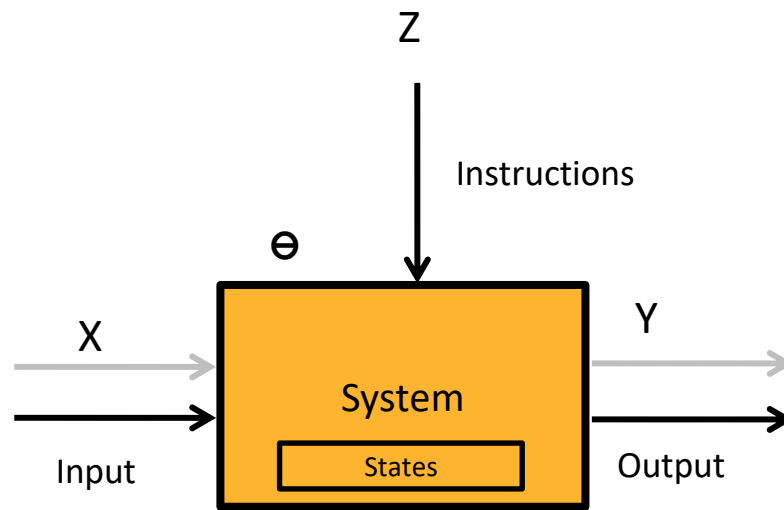 Z
Instructions
Θ
X
Y
System
States
Input
Output